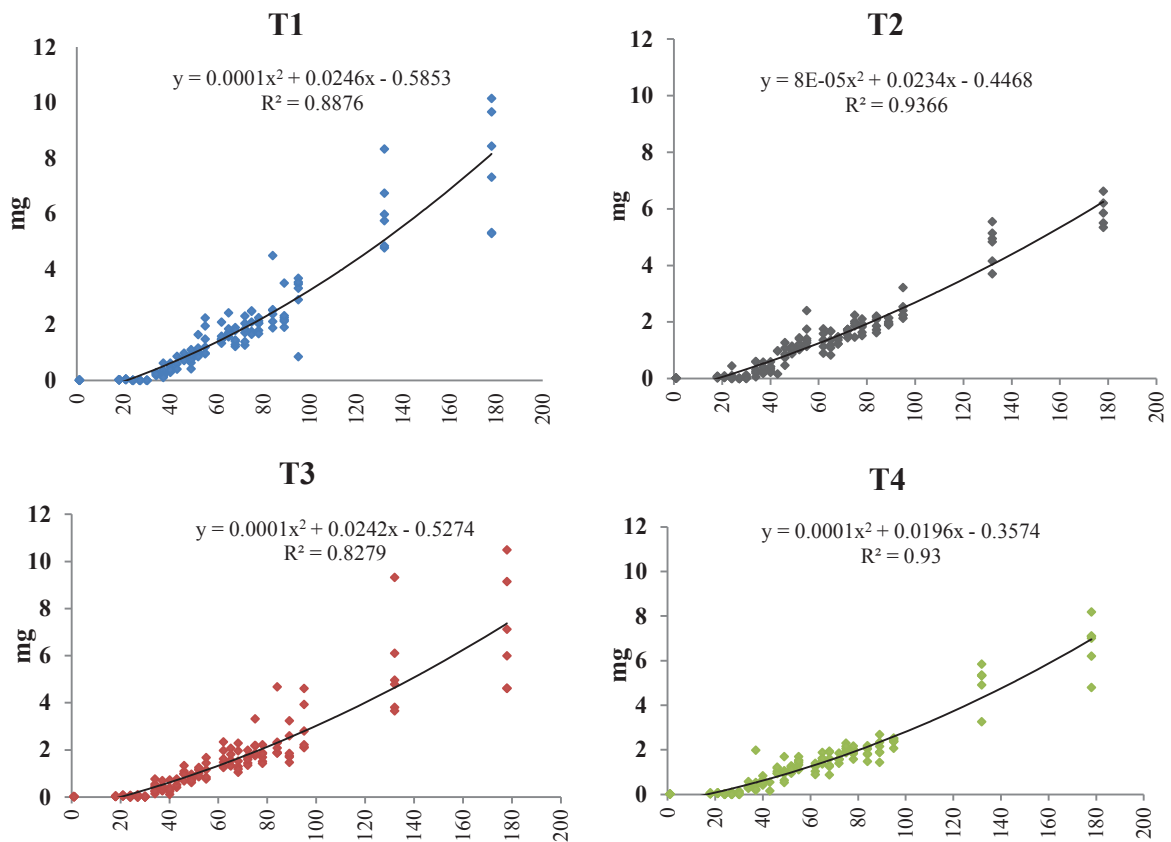 T1
y = 0.0001x² + 0.0246x - 0.5853
R² = 0.8876
mg
12
10
8
6
4
2
0
0 20 40 60 80 100 120 140 160 180 200
T2
y = 8E-05x² + 0.0234x - 0.4468
R² = 0.9366
mg
12
10
8
6
4
2
0
0 20 40 60 80 100 120 140 160 180 200
T3
y = 0.0001x² + 0.0242x - 0.5274
R² = 0.8279
mg
12
10
8
6
4
2
0
0 20 40 60 80 100 120 140 160 180 200
T4
y = 0.0001x² + 0.0196x - 0.3574
R² = 0.93
mg
12
10
8
6
4
2
0
0 20 40 60 80 100 120 140 160 180 200